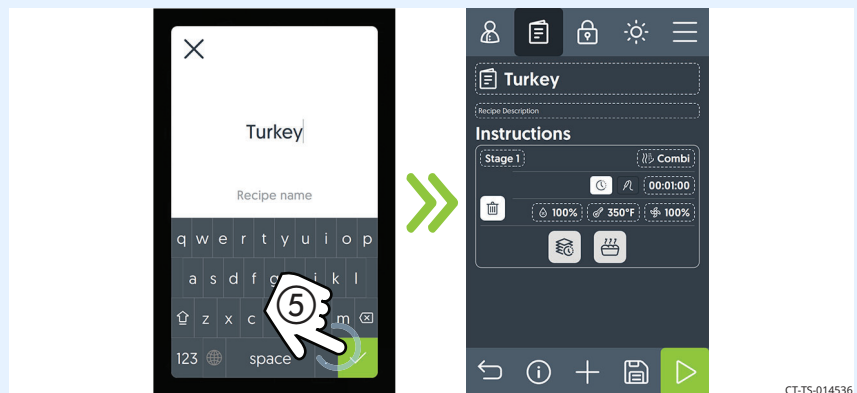 Turkey
Recipe name
q w e r t y u i o p
a s d f g j k l
z x c m
123 space
5
Turkey
Recipe Description
Instructions
Stage 1 Combi
00:01:00
100% 350°F 100%
CT-TS-014536